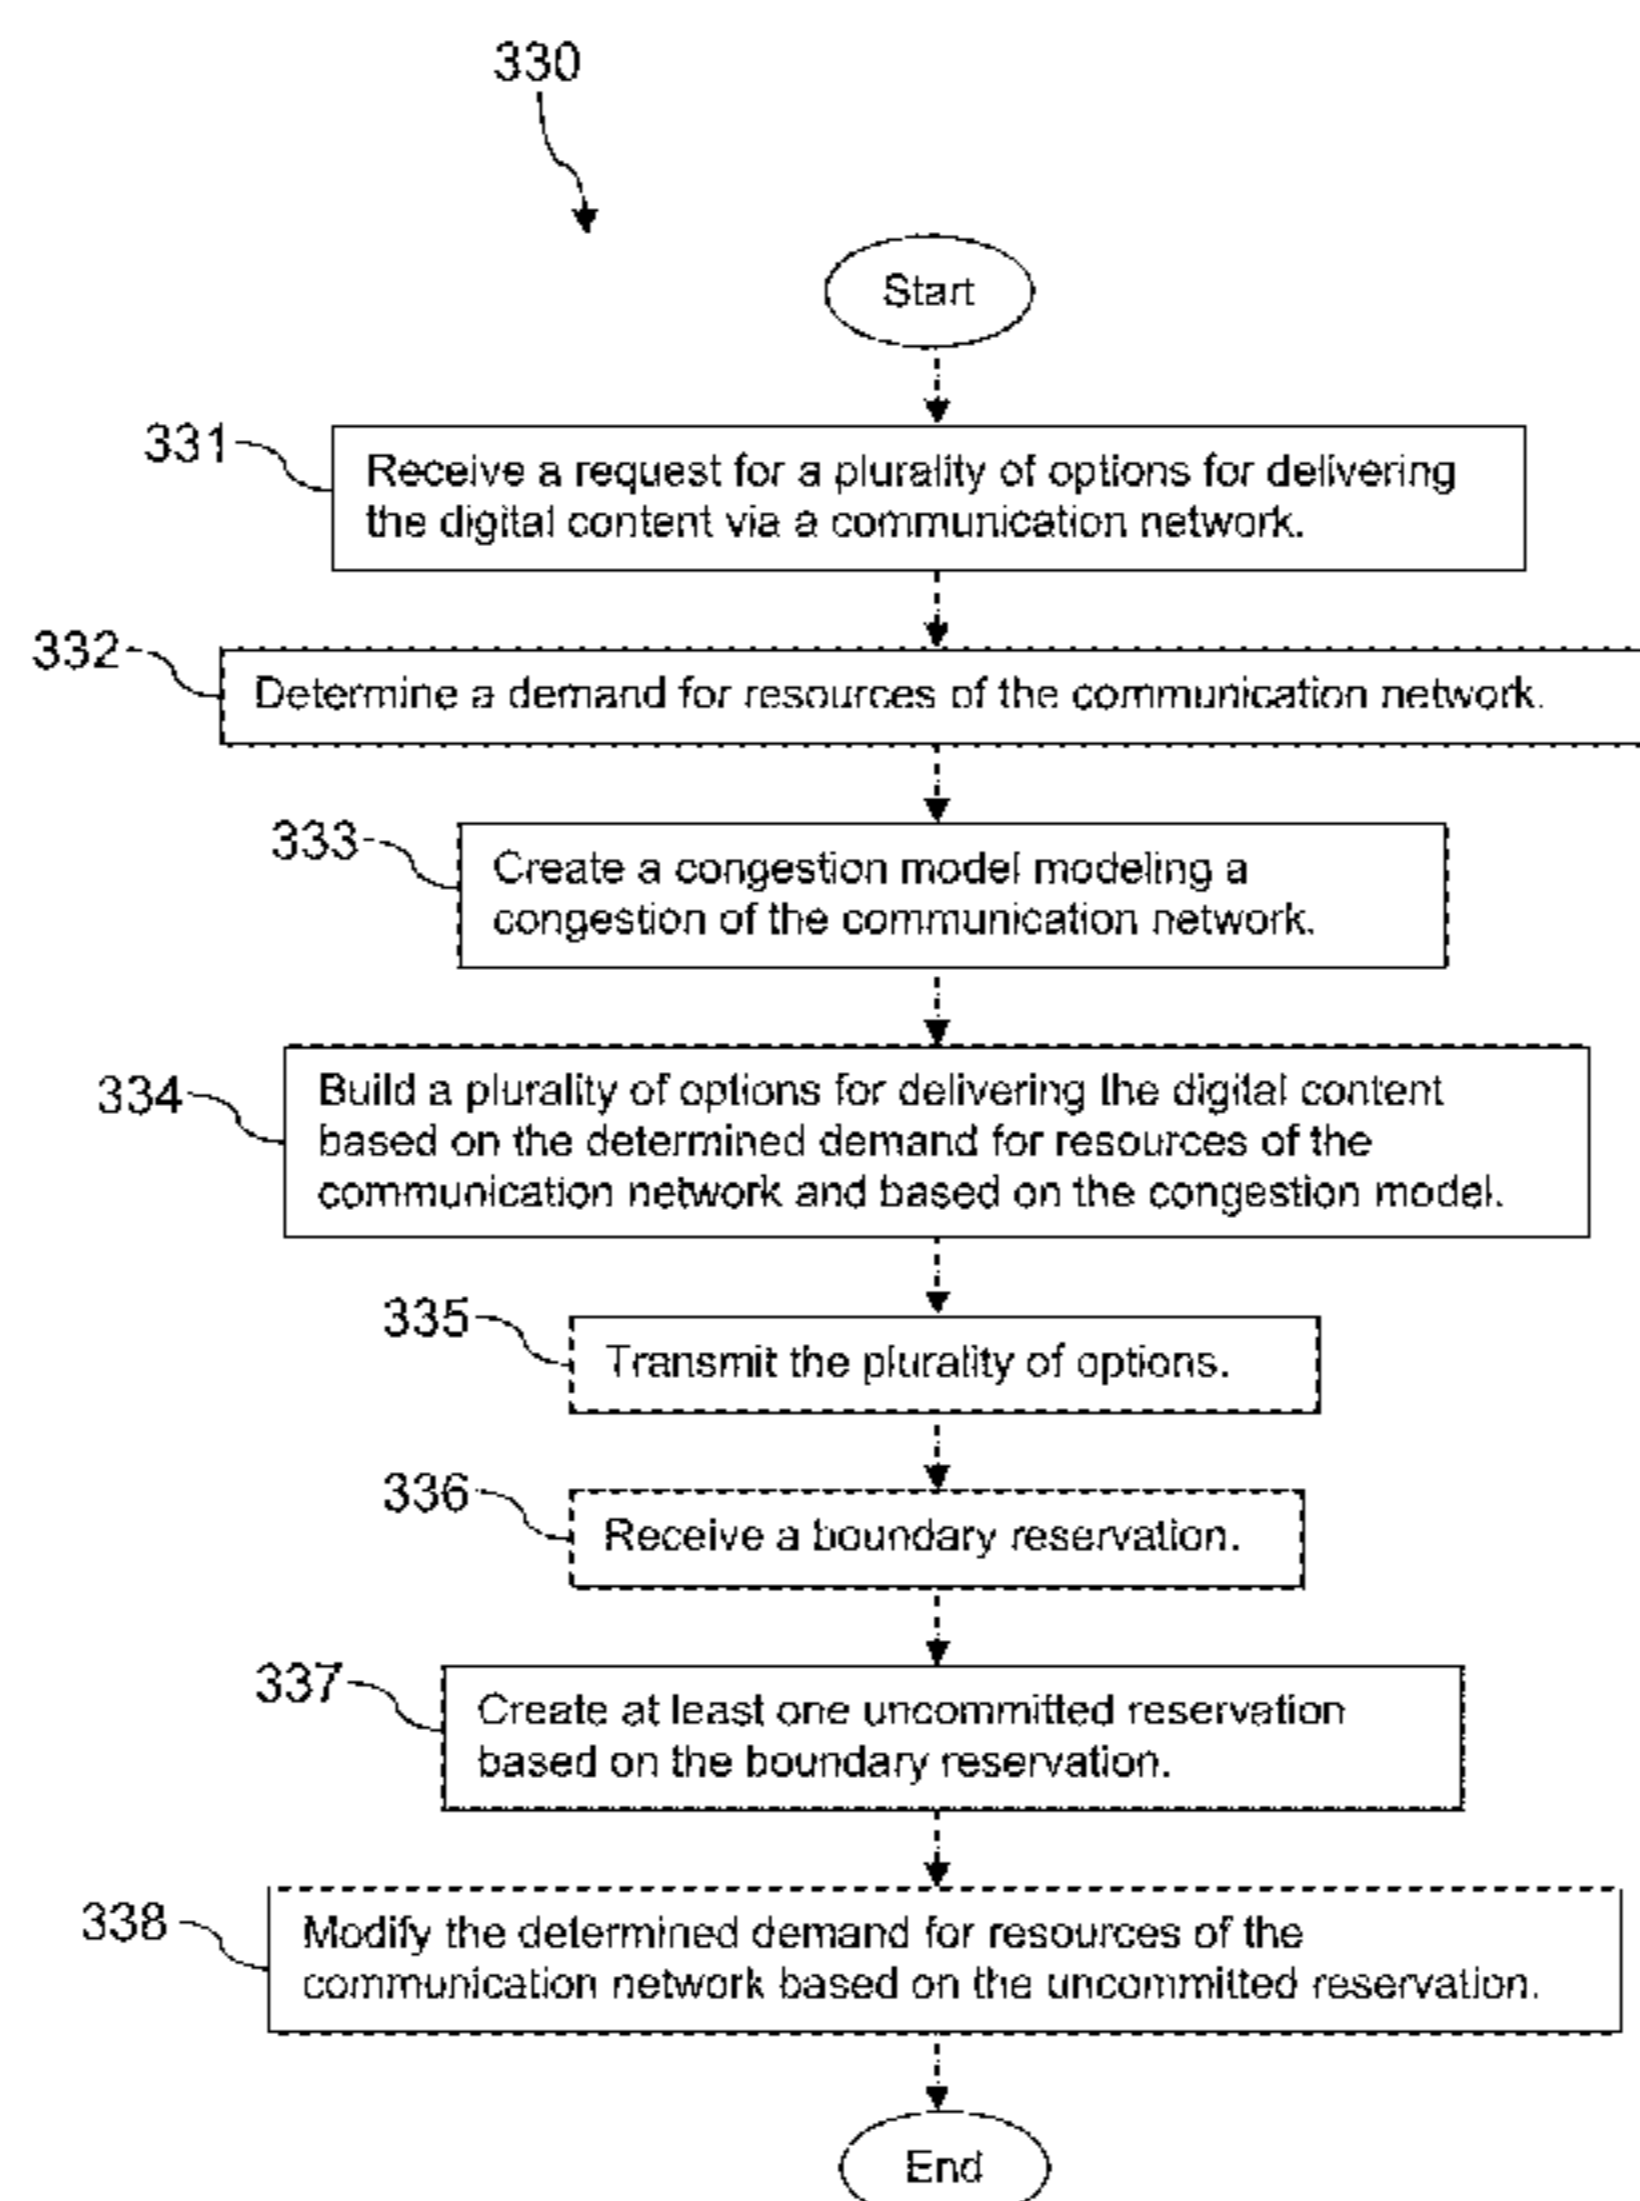 330
Start
331
Receive a request for a plurality of options for delivering
the digital content via a communication network.
332
Determine a demand for resources of the communication network.
333
Create a congestion model modeling a
congestion of the communication network.
334
Build a plurality of options for delivering the digital content
based on the determined demand for resources of the
communication network and based on the congestion model.
335
Transmit the plurality of options.
336
Receive a boundary reservation.
337
Create at least one uncommitted reservation
based on the boundary reservation.
338
Modify the determined demand for resources of the
communication network based on the uncommitted reservation.
End